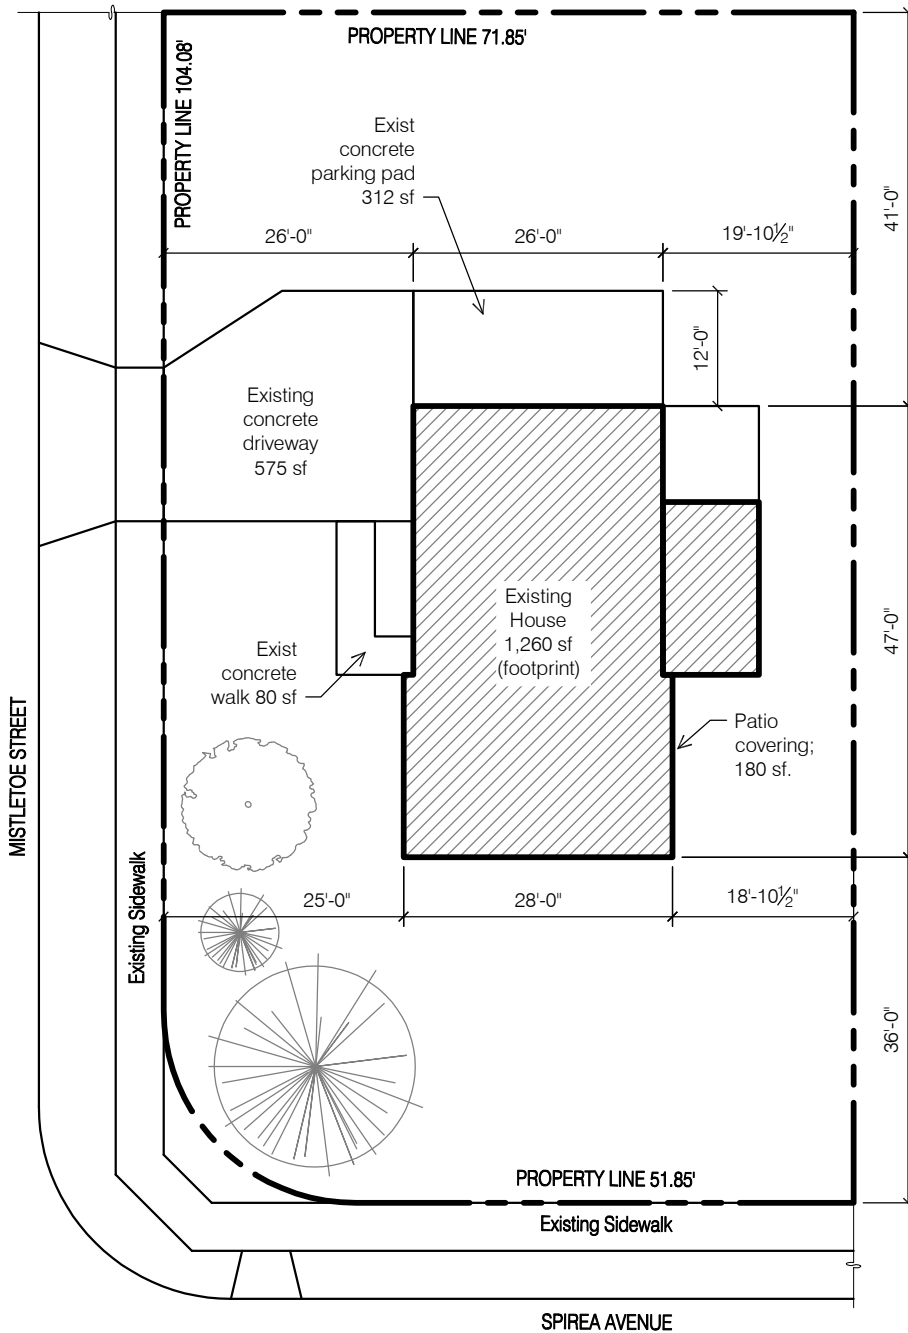 PROPERTY LINE 71.85'
PROPERTY LINE 104.08'
Exist
concrete
parking pad
312 sf
41'-0"
26'-0"
26'-0"
19'-10½"
12'-0"
Existing
concrete
driveway
575 sf
Existing
House
1,260 sf
(footprint)
47'-0"
Exist
concrete
walk 80 sf
Patio
covering;
180 sf.
MISTLETOE STREET
Existing Sidewalk
25'-0"
28'-0"
18'-10½"
36'-0"
PROPERTY LINE 51.85'
Existing Sidewalk
SPIREA AVENUE